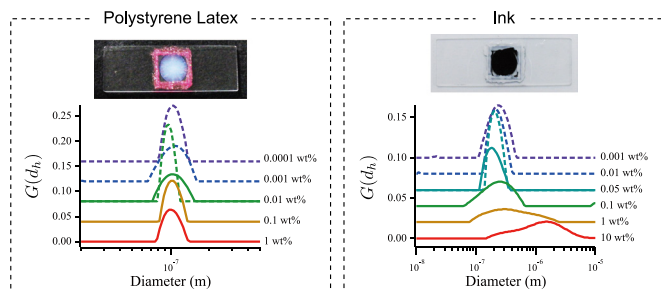 Polystyrene Latex
G(d_h)
0.25
0.20
0.15
0.10
0.05
0.00
0.0001 wt%
0.001 wt%
0.01 wt%
0.1 wt%
1 wt%
10⁻⁷
Diameter (m)
Ink
G(d_h)
0.15
0.10
0.05
0.00
0.001 wt%
0.01 wt%
0.05 wt%
0.1 wt%
1 wt%
10 wt%
10⁻⁸ 10⁻⁷ 10⁻⁶ 10⁻⁵
Diameter (m)